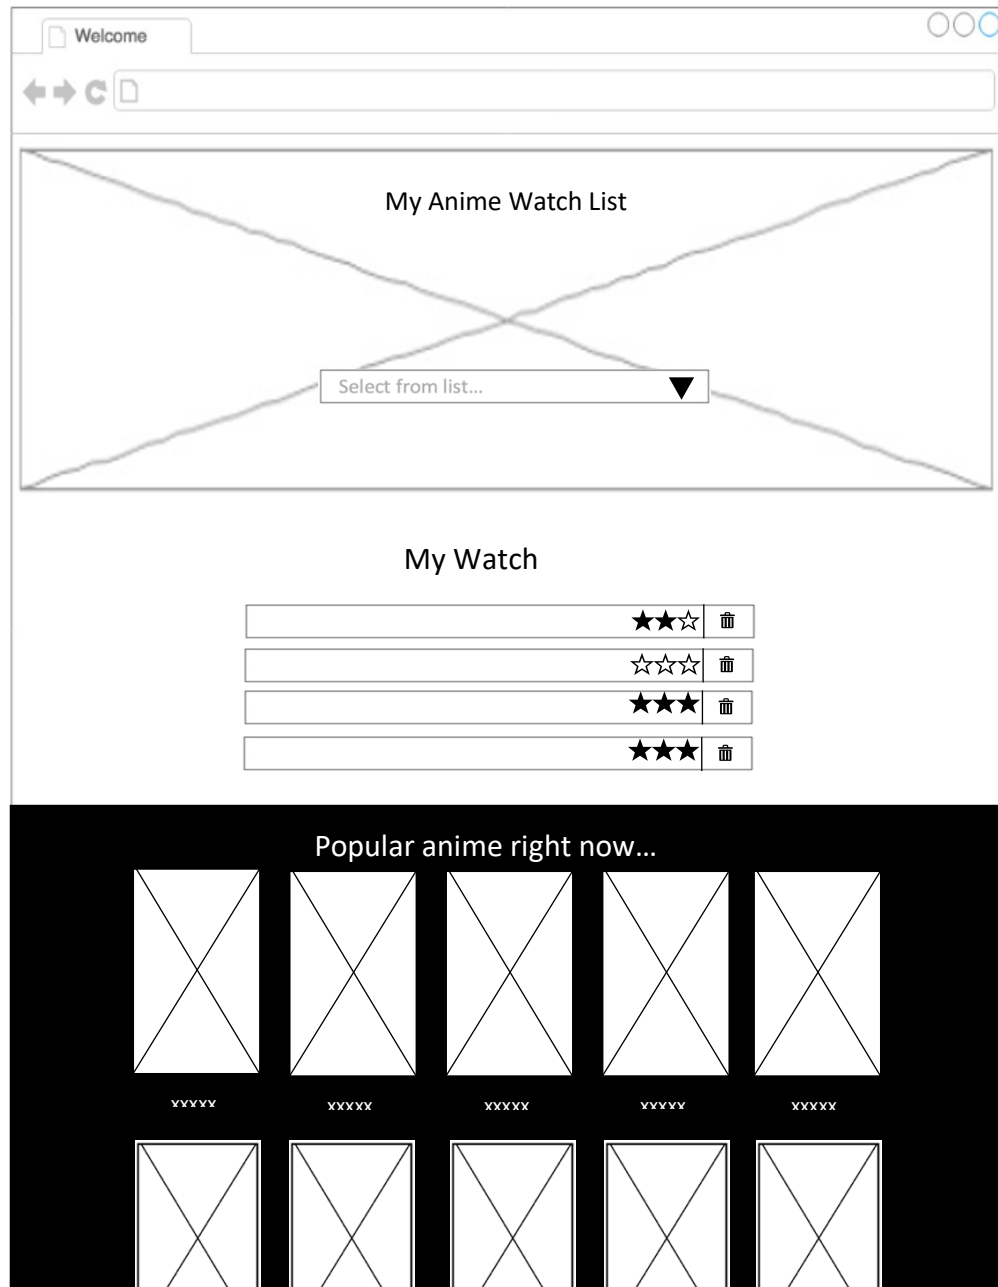 Welcome
My Anime Watch List
Select from list...
My Watch
Popular anime right now...
xxxxx
xxxxx
xxxxx
xxxxx
xxxxx